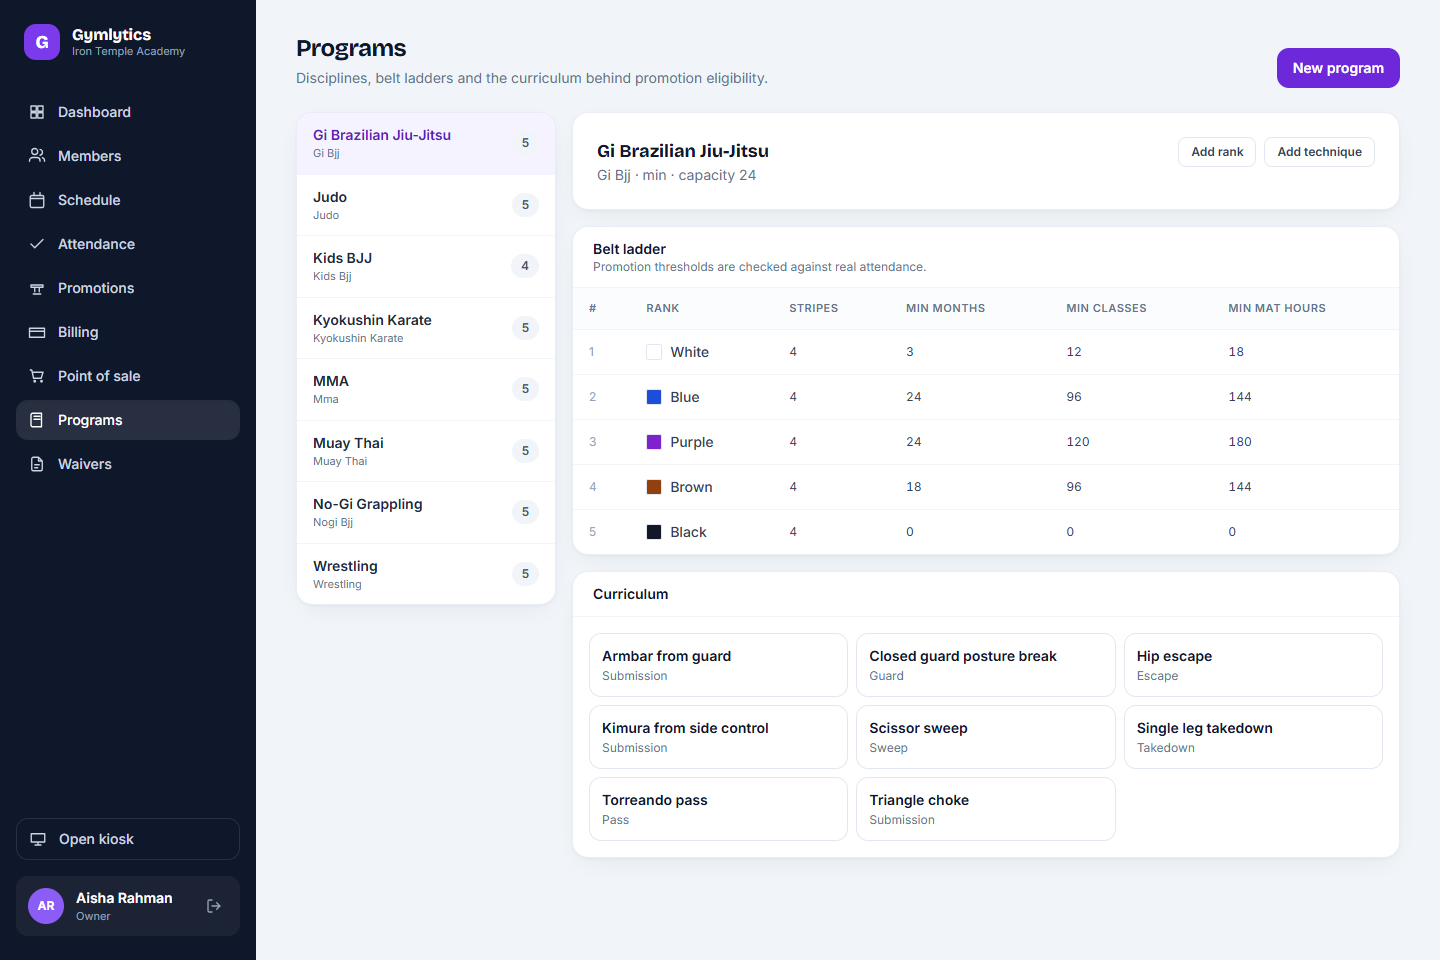 G
Gymlytics
Iron Temple Academy
Dashboard
Members
Schedule
Attendance
Promotions
Billing
Point of sale
Programs
Waivers
Open kiosk
AR
Aisha Rahman
Owner
Programs
Disciplines, belt ladders and the curriculum behind promotion eligibility.
New program
Gi Brazilian Jiu-Jitsu
Gi Bjj
5
Judo
Judo
5
Kids BJJ
Kids Bjj
4
Kyokushin Karate
Kyokushin Karate
5
MMA
Mma
5
Muay Thai
Muay Thai
5
No-Gi Grappling
Nogi Bjj
5
Wrestling
Wrestling
5
Gi Brazilian Jiu-Jitsu
Gi Bjj · min · capacity 24
Add rank
Add technique
Belt ladder
Promotion thresholds are checked against real attendance.
# RANK STRIPES MIN MONTHS MIN CLASSES MIN MAT HOURS
1 White 4 3 12 18
2 Blue 4 24 96 144
3 Purple 4 24 120 180
4 Brown 4 18 96 144
5 Black 4 0 0 0
Curriculum
Armbar from guard
Submission
Closed guard posture break
Guard
Hip escape
Escape
Kimura from side control
Submission
Scissor sweep
Sweep
Single leg takedown
Takedown
Torreando pass
Pass
Triangle choke
Submission